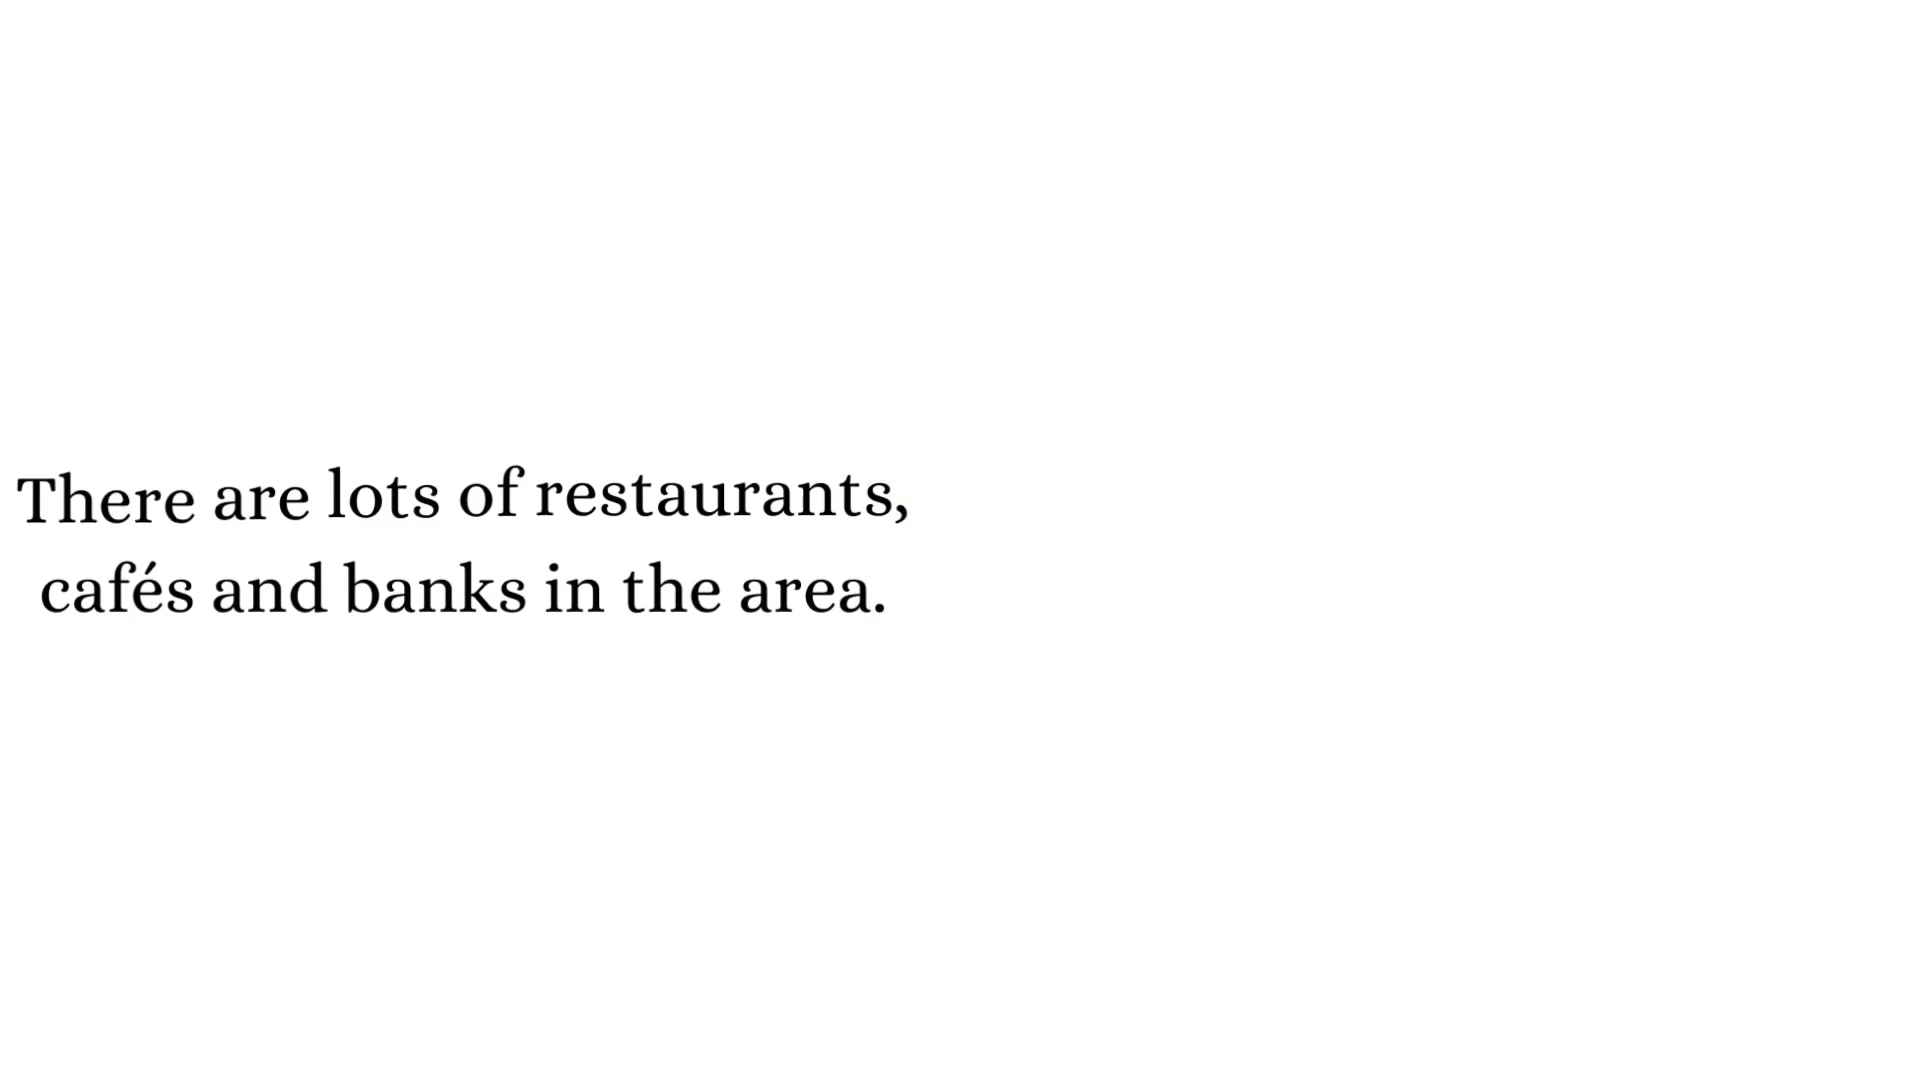 There are lots of restaurants,
cafés and banks in the area.